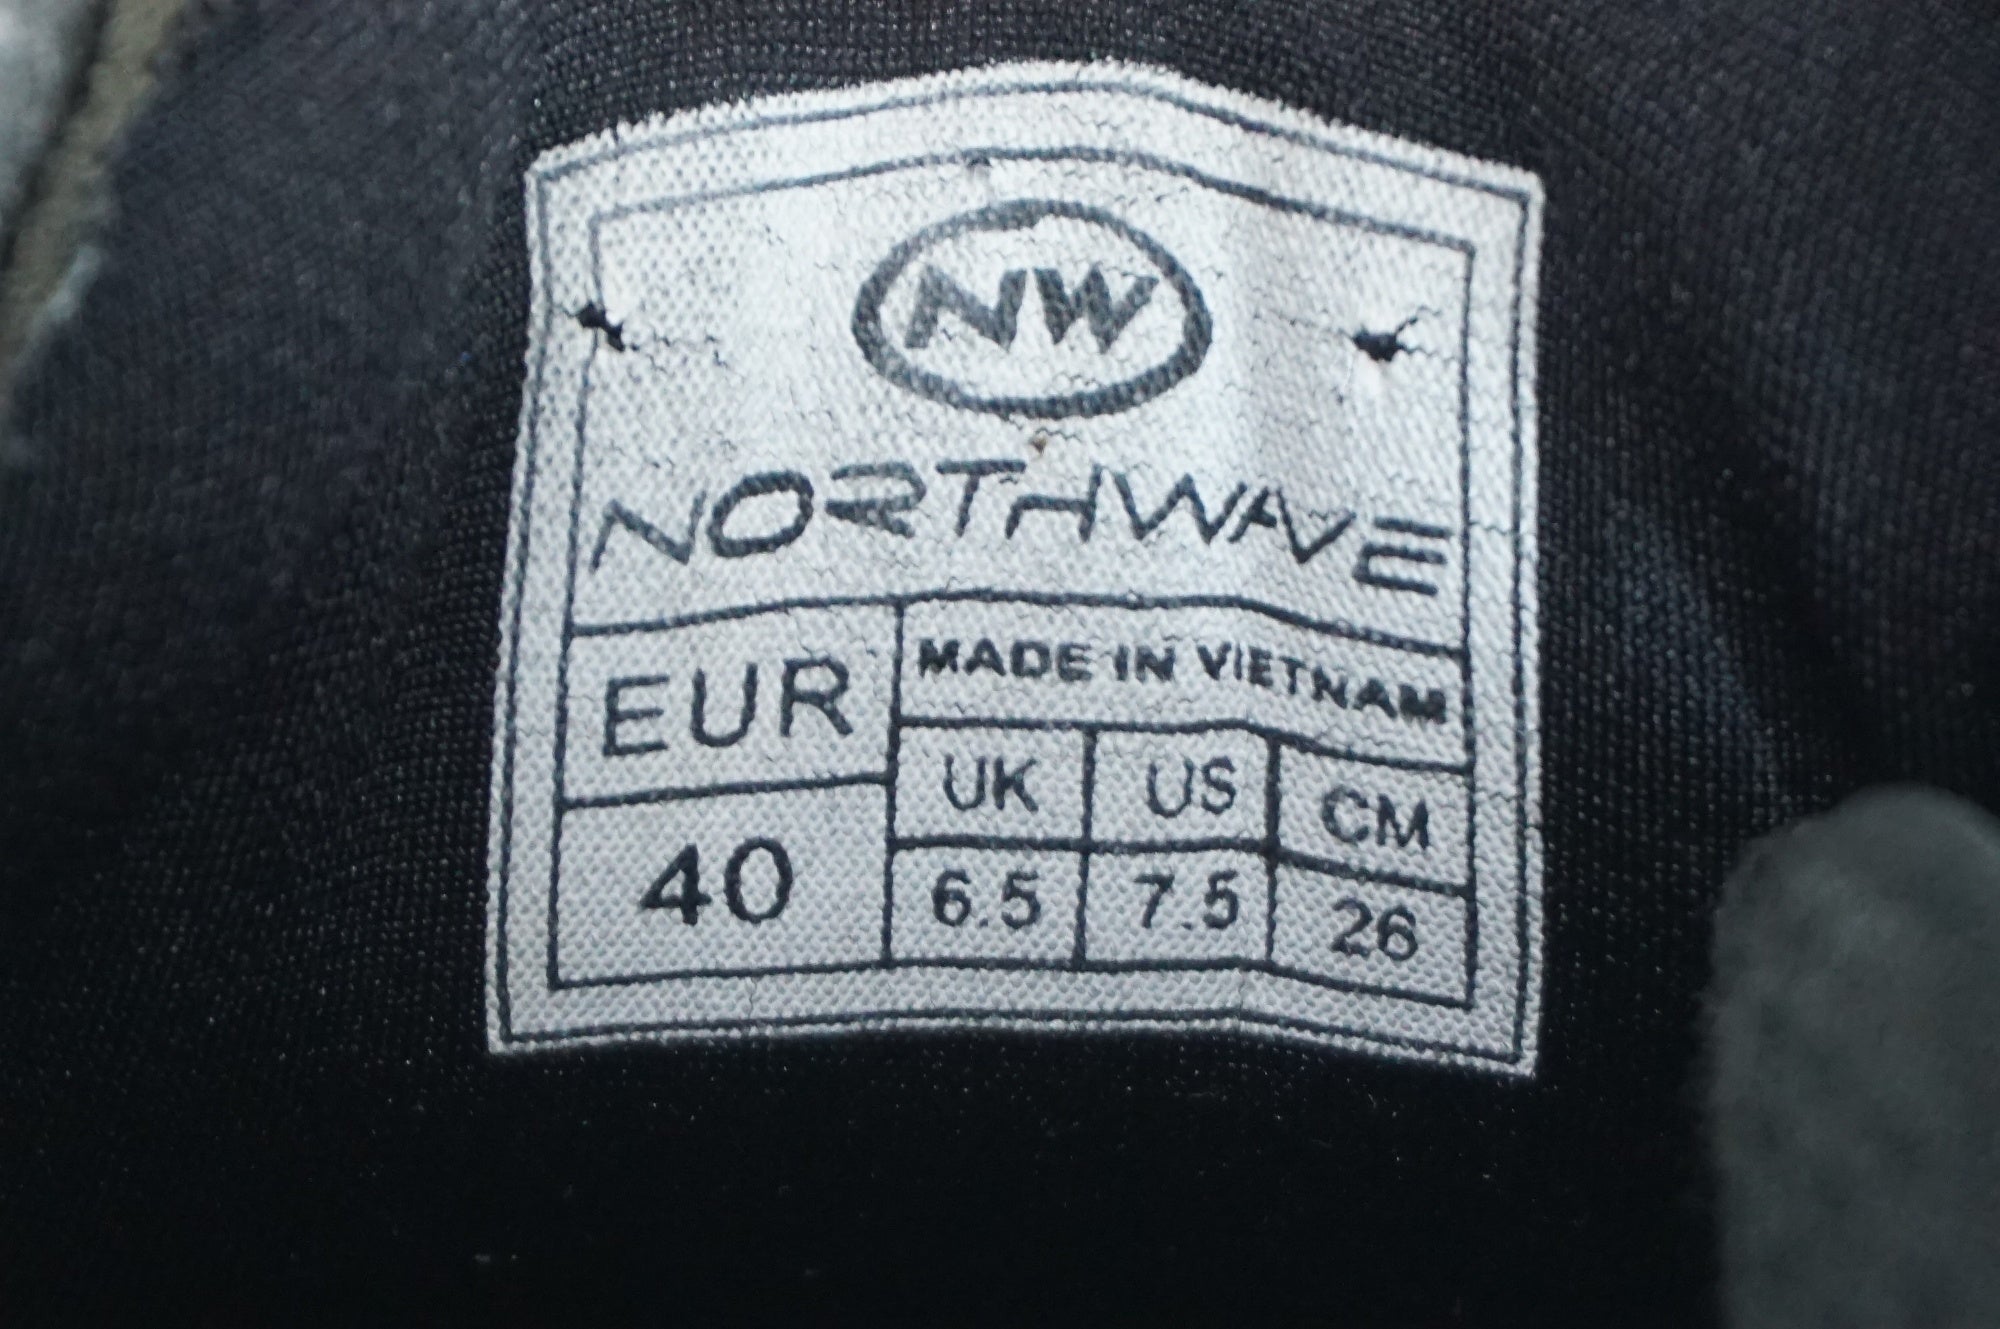 NW
NORTHWAVE
EUR
MADE IN VIETNAM
UK US CM
40
6.5 7.5 26